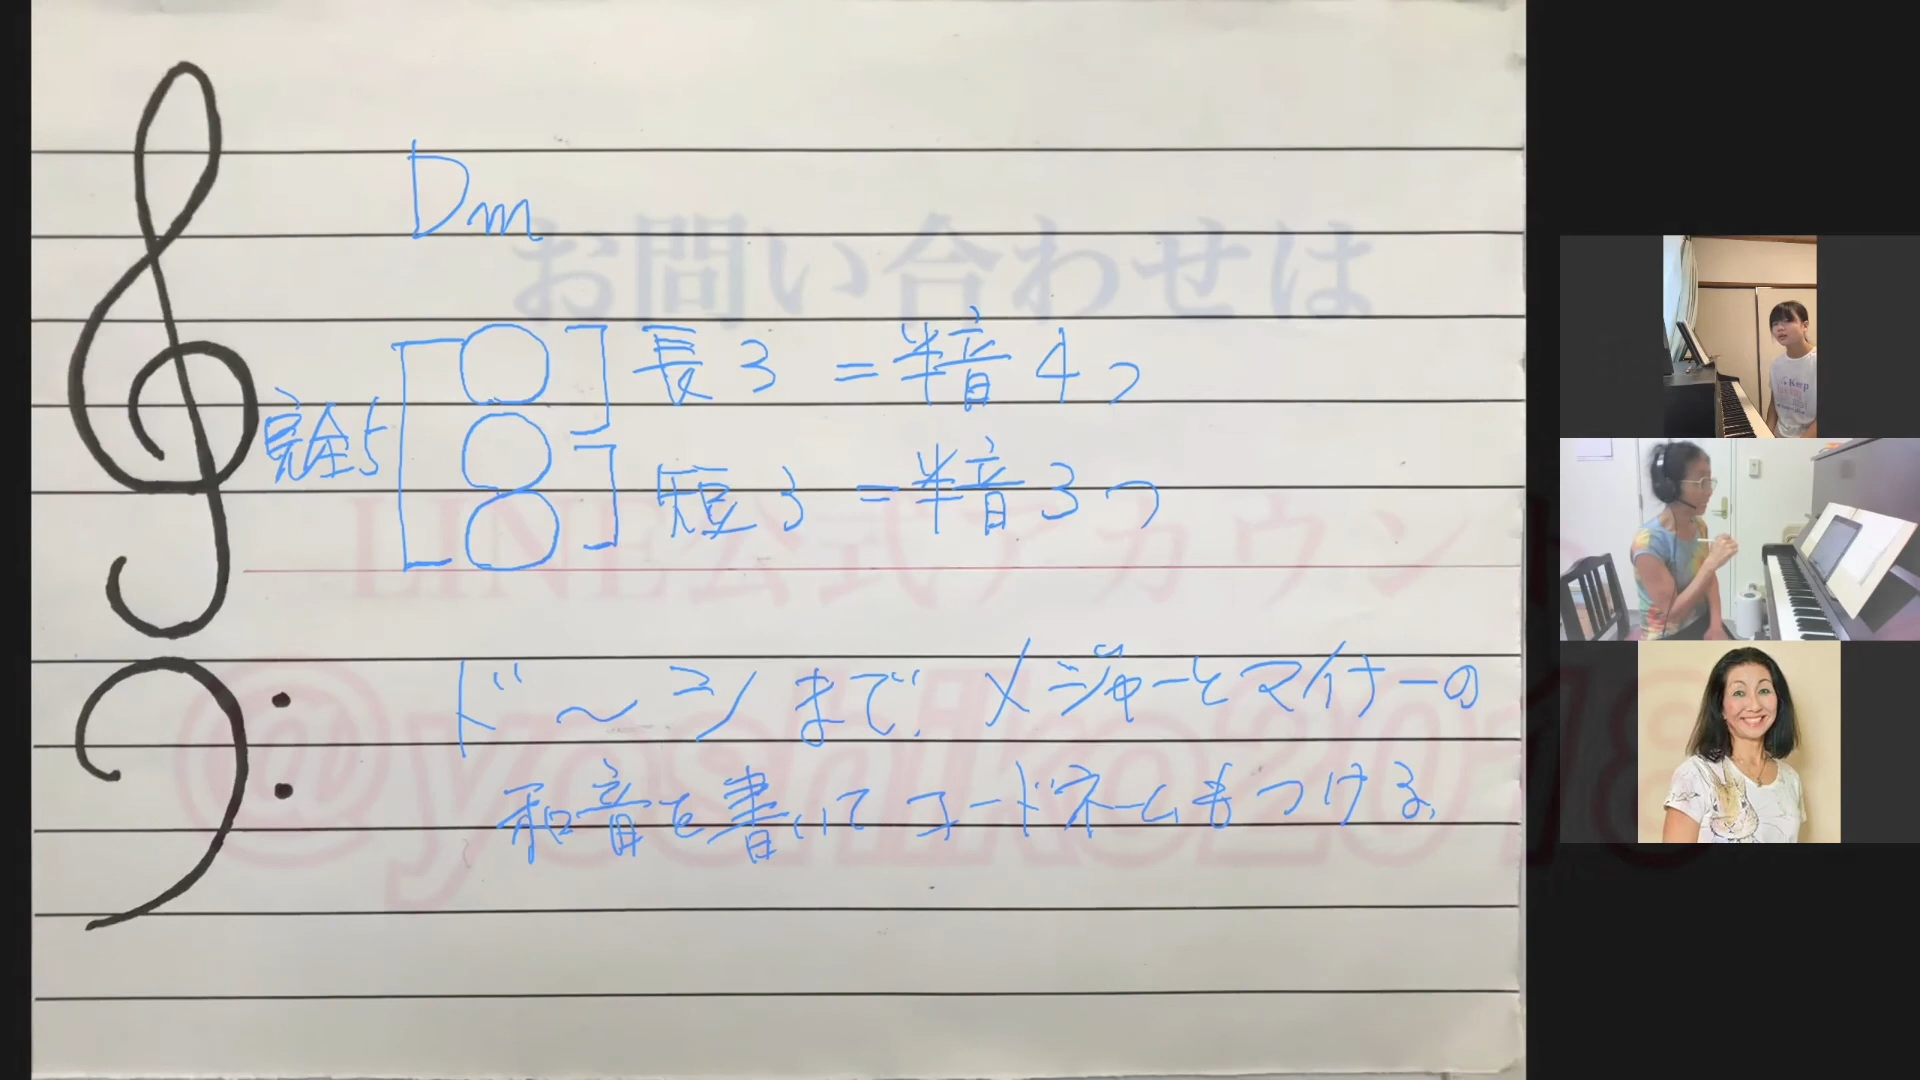 Dm
お問い合わせは
長3 = 半音4つ
完全5
短3 = 半音3つ
LINE公式アカウント
ド〜シまで、メジャーとマイナーの
@yoshiko2018
和音を書いてコードネームもつける。
Keep